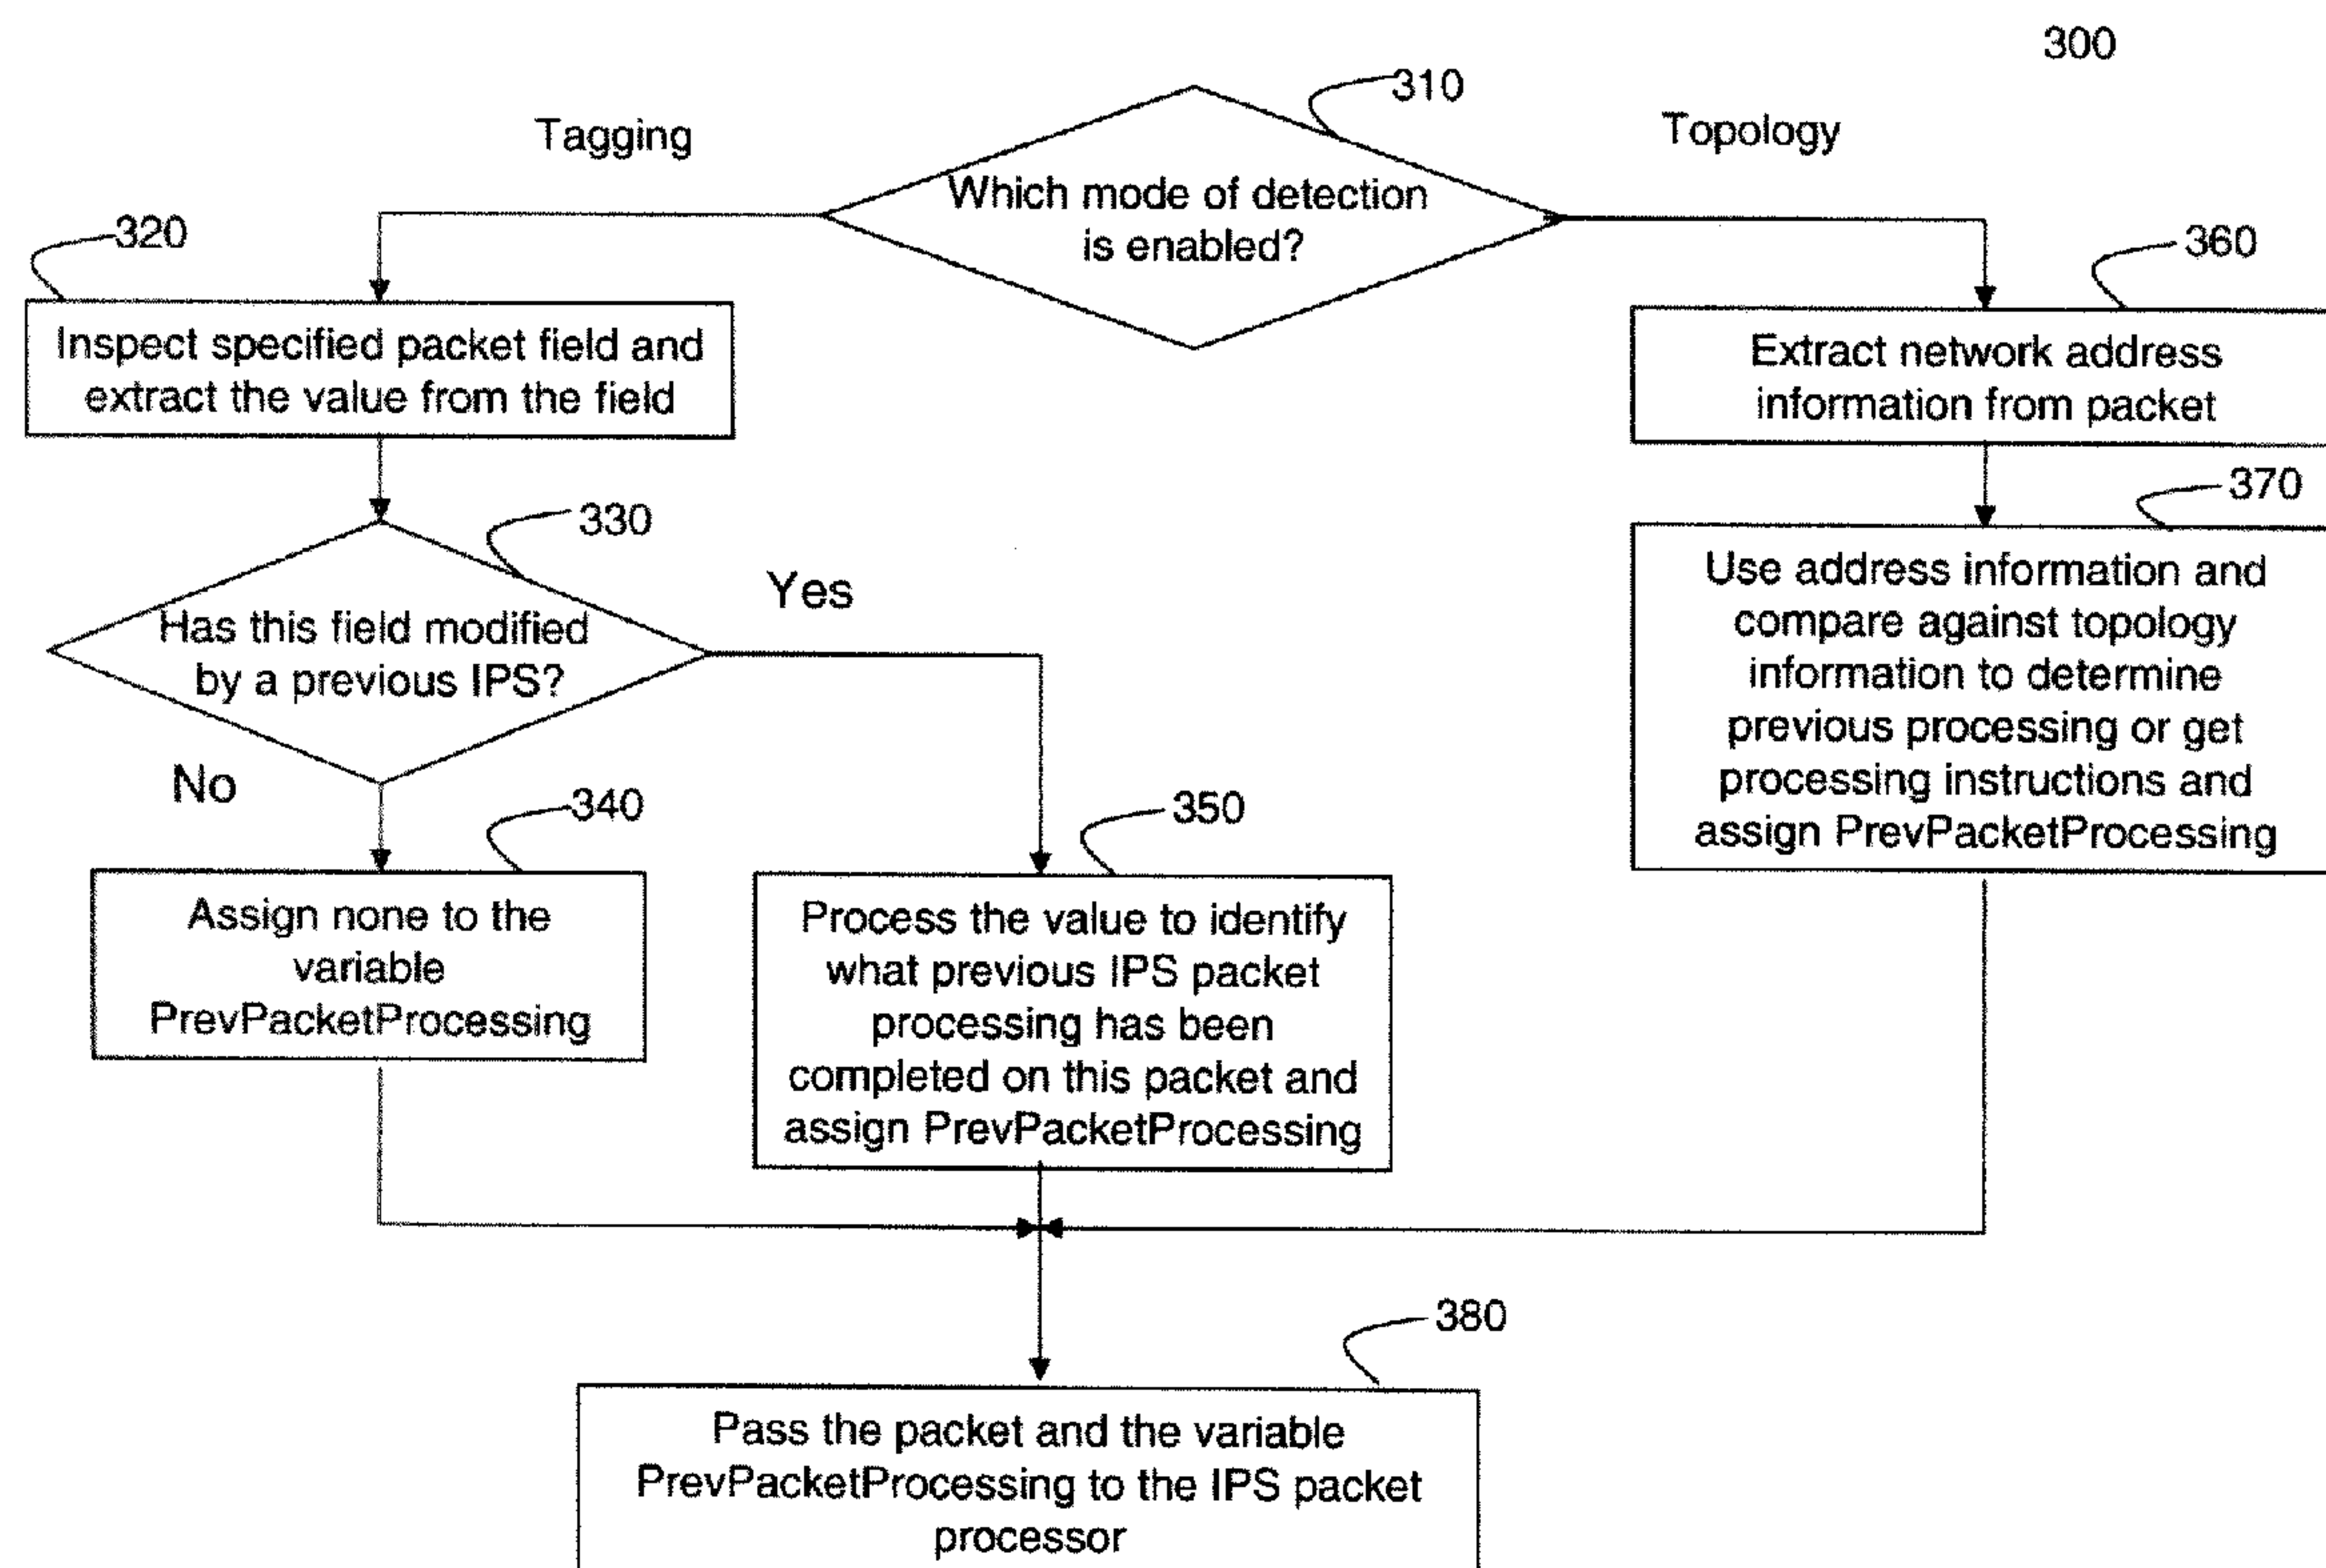 300
310
Tagging
Topology
Which mode of detection
is enabled?
320
Inspect specified packet field and
extract the value from the field
360
Extract network address
information from packet
330
Has this field modified
by a previous IPS?
Yes
No
370
Use address information and
compare against topology
information to determine
previous processing or get
processing instructions and
assign PrevPacketProcessing
340
Assign none to the
variable
PrevPacketProcessing
350
Process the value to identify
what previous IPS packet
processing has been
completed on this packet and
assign PrevPacketProcessing
380
Pass the packet and the variable
PrevPacketProcessing to the IPS packet
processor